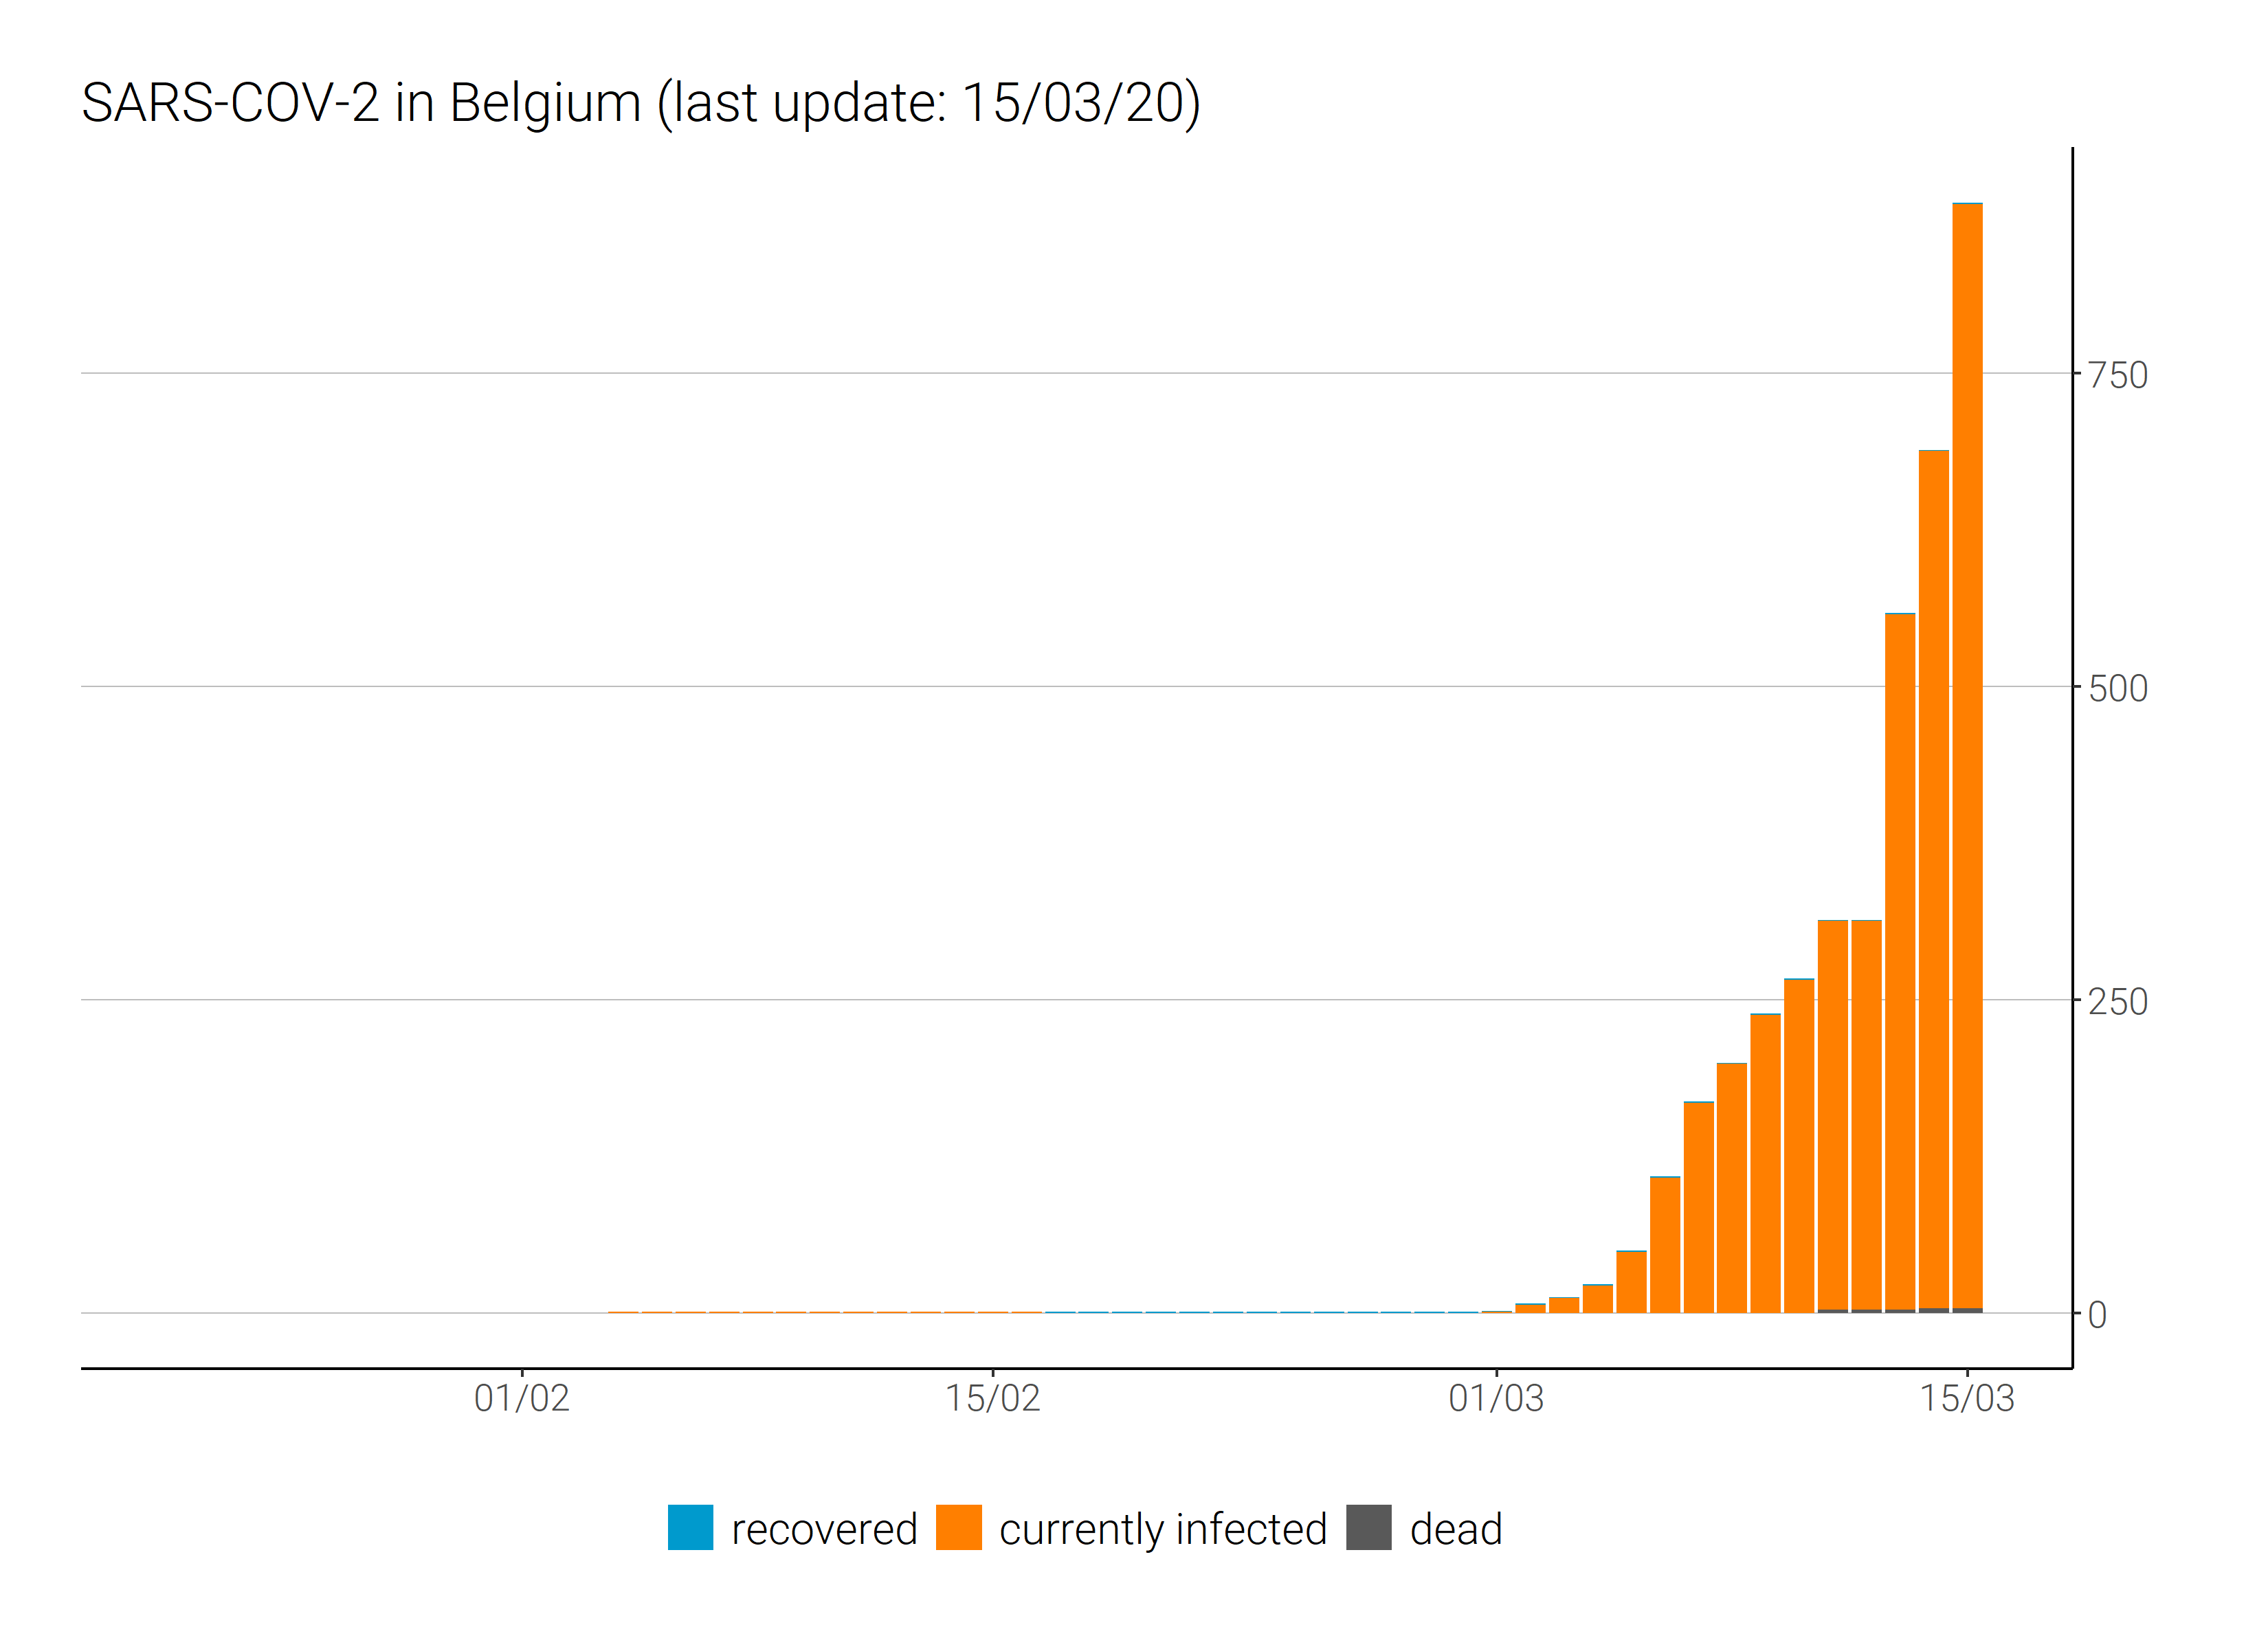 SARS-COV-2 in Belgium (last update: 15/03/20)
750
500
250
0
01/02 15/02 01/03 15/03
recovered currently infected dead